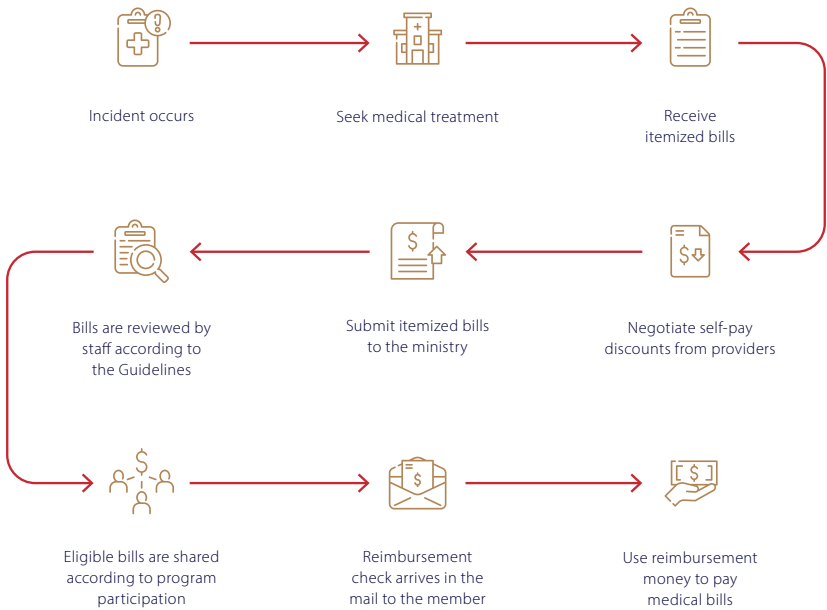 Incident occurs
Seek medical treatment
Receive
itemized bills
Negotiate self-pay
discounts from providers
Submit itemized bills
to the ministry
Bills are reviewed by
staff according to
the Guidelines
Eligible bills are shared
according to program
participation
Reimbursement
check arrives in the
mail to the member
Use reimbursement
money to pay
medical bills